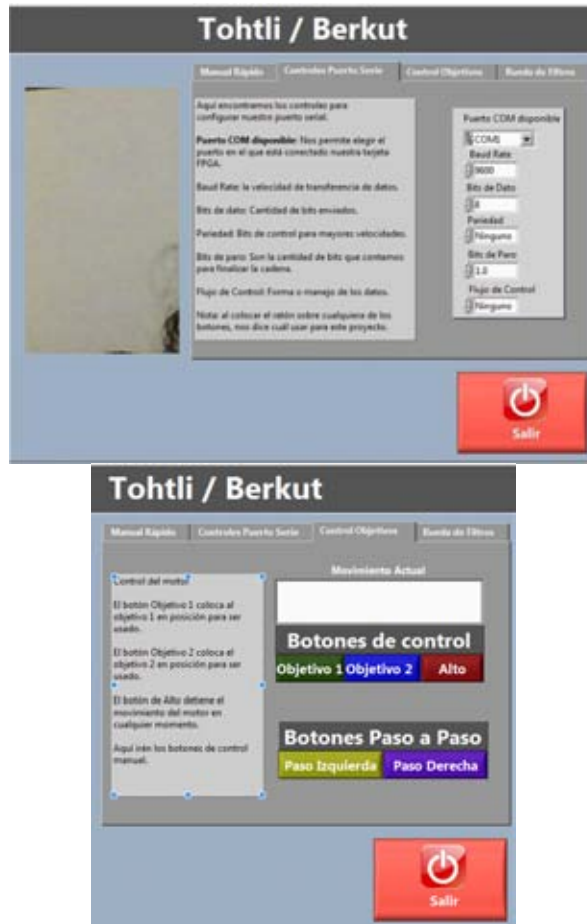 Tohtli / Berkut
Manual Rápido Controles Puerto Serie Control Objetivos Rueda de Filtros
Aquí encontramos los controles para
configurar nuestro puerto serial.
Puerto COM disponible: Nos permite elegir el
puerto en el que está conectado nuestra tarjeta
FPGA.
Baud Rate: la velocidad de transferencia de datos.
Bits de dato: Cantidad de bits enviados.
Pariedad: Bits de control para mayores velocidades.
Bits de paro: Son la cantidad de bits que contamos
para finalizar la cadena.
Flujo de Control: Forma o manejo de los datos.
Nota: al colocar el ratón sobre cualquiera de los
botones, nos dice cuál usar para este proyecto.
Puerto COM disponible
COM1
Baud Rate
9600
Bits de Dato
8
Pariedad
Ninguno
Bits de Paro
1.0
Flujo de Control
Ninguno
Salir
Tohtli / Berkut
Manual Rápido Controles Puerto Serie Control Objetivos Rueda de Filtros
Control del motor
El botón Objetivo 1 coloca al
objetivo 1 en posición para ser
usado.
El botón Objetivo 2 coloca el
objetivo 2 en posición para ser
usado.
El botón de Alto detiene el
movimiento del motor en
cualquier momento.
Aquí irén los botones de control
manual.
Movimiento Actual
Botones de control
Objetivo 1 Objetivo 2 Alto
Botones Paso a Paso
Paso Izquierda Paso Derecha
Salir